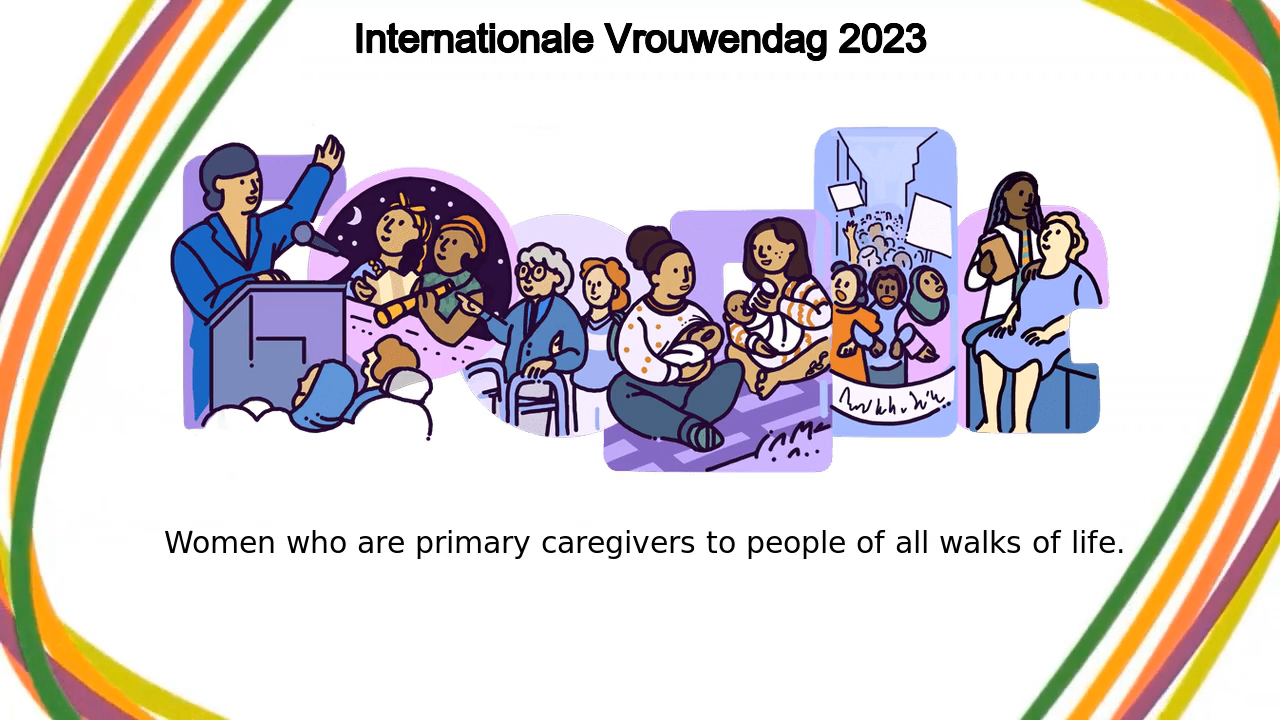 Internationale Vrouwendag 2023
Women who are primary caregivers to people of all walks of life.